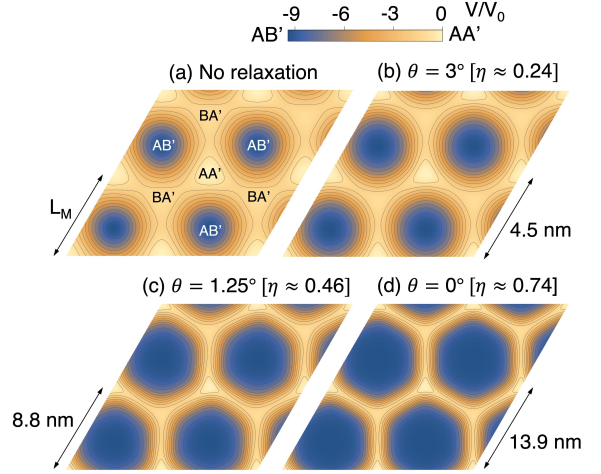 -9 -6 -3 0 V/V₀
AB' AA'
(a) No relaxation
(b) θ = 3° [η ≈ 0.24]
BA'
AB' AB'
AA'
BA' BA'
AB'
L_M
4.5 nm
(c) θ = 1.25° [η ≈ 0.46]
(d) θ = 0° [η ≈ 0.74]
8.8 nm
13.9 nm